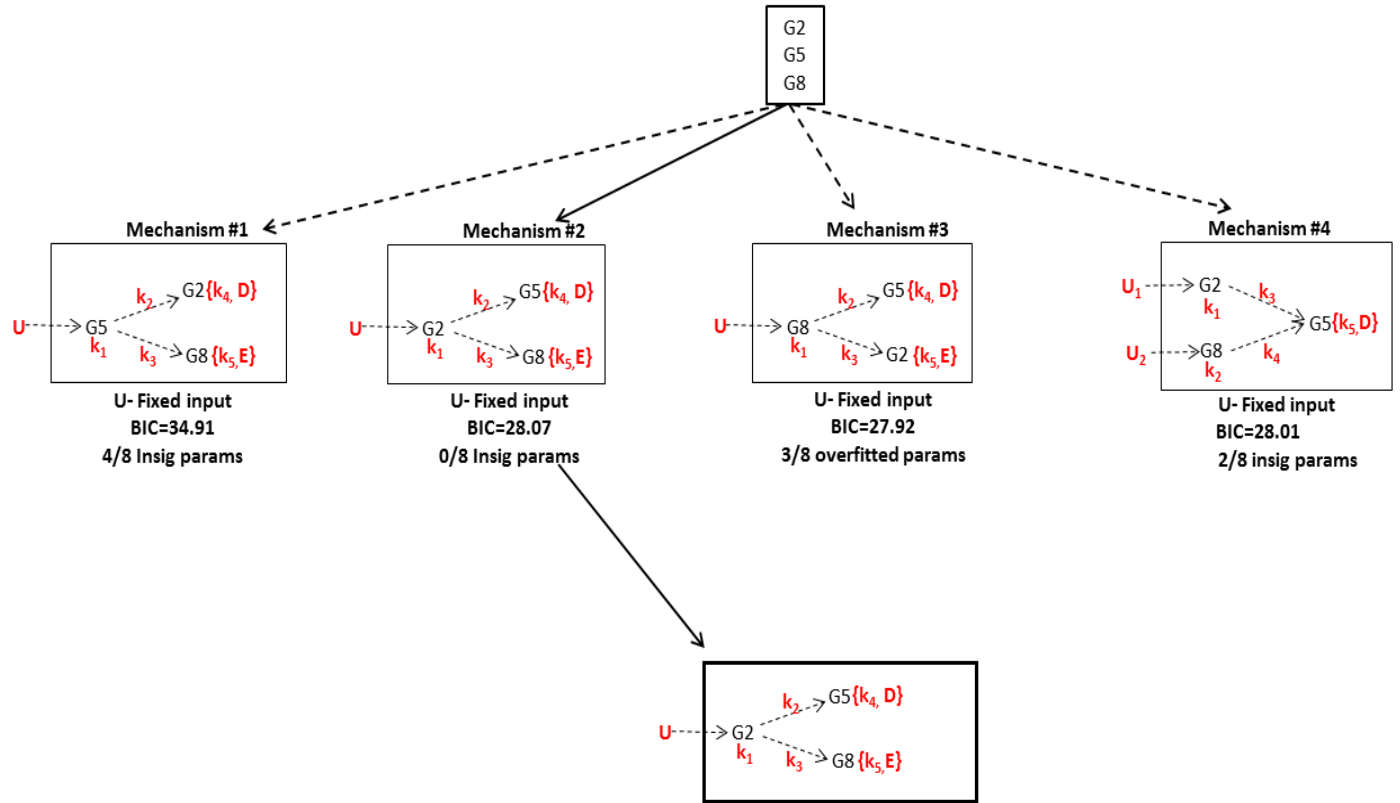 G2
G5
G8
Mechanism #1
k2
G2{k4, D}
U
G5
k1
k3
G8 {k5,E}
U- Fixed input
BIC=34.91
4/8 Insig params
Mechanism #2
k2
G5{k4, D}
U
G2
k1
k3
G8 {k5,E}
U- Fixed input
BIC=28.07
0/8 Insig params
Mechanism #3
k2
G5{k4, D}
U
G8
k1
k3
G2 {k5,E}
U- Fixed input
BIC=27.92
3/8 overfitted params
Mechanism #4
U1
G2
k3
k1
G5{k5,D}
U2
G8
k4
k2
U- Fixed input
BIC=28.01
2/8 insig params
k2
G5{k4, D}
U
G2
k1
k3
G8 {k5,E}